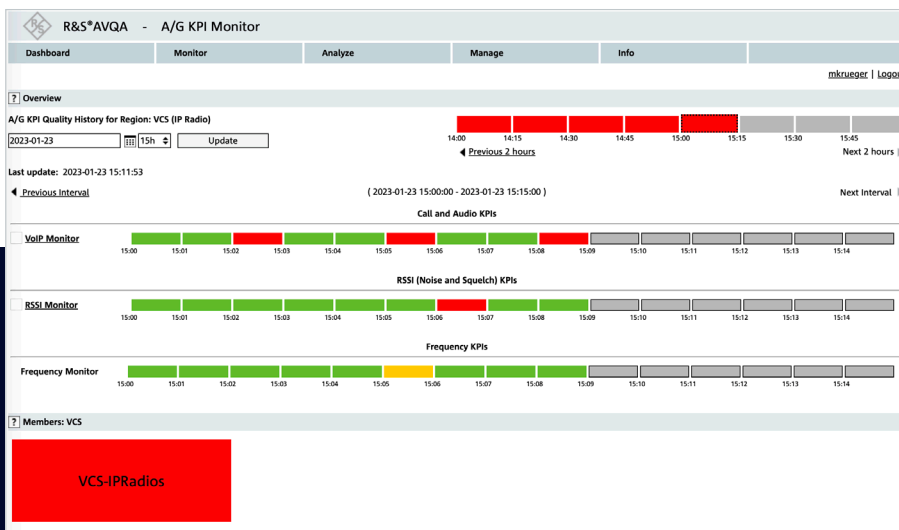 R&S
R&S®AVQA - A/G KPI Monitor
Dashboard Monitor Analyze Manage Info
mkrueger | Logou
? Overview
A/G KPI Quality History for Region: VCS (IP Radio)
2023-01-23 15h Update
14:00 14:15 14:30 14:45 15:00 15:15 15:30 15:45
Previous 2 hours Next 2 hours
Last update: 2023-01-23 15:11:53
Previous Interval ( 2023-01-23 15:00:00 - 2023-01-23 15:15:00 ) Next Interval
Call and Audio KPIs
VoIP Monitor
15:00 15:01 15:02 15:03 15:04 15:05 15:06 15:07 15:08 15:09 15:10 15:11 15:12 15:13 15:14
RSSI (Noise and Squelch) KPIs
RSSI Monitor
15:00 15:01 15:02 15:03 15:04 15:05 15:06 15:07 15:08 15:09 15:10 15:11 15:12 15:13 15:14
Frequency KPIs
Frequency Monitor
15:00 15:01 15:02 15:03 15:04 15:05 15:06 15:07 15:08 15:09 15:10 15:11 15:12 15:13 15:14
? Members: VCS
VCS-IPRadios